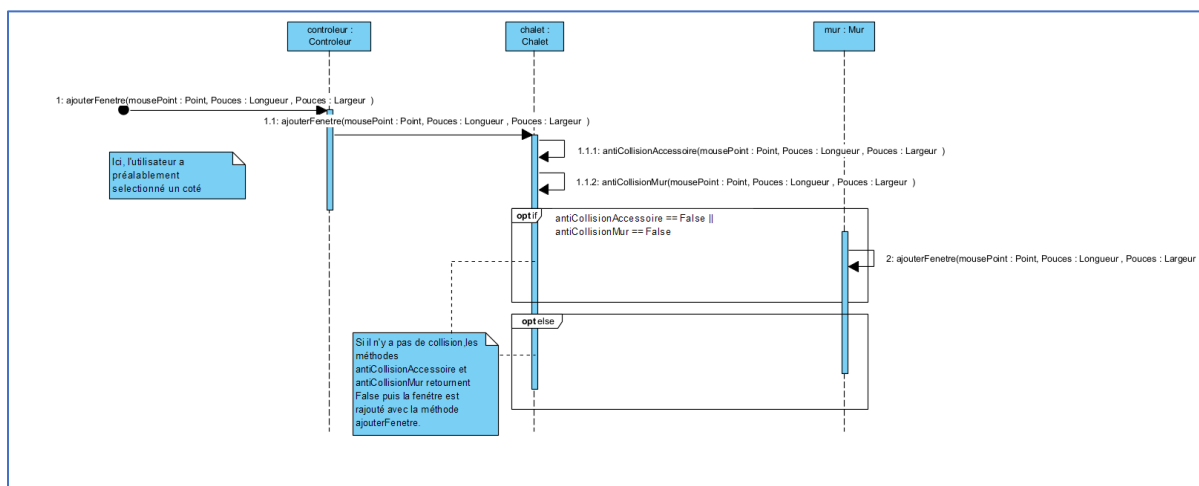 controleur :
Controleur
chalet :
Chalet
mur : Mur
1: ajouterFenetre(mousePoint : Point, Pouces : Longueur , Pouces : Largeur )
1.1: ajouterFenetre(mousePoint : Point, Pouces : Longueur , Pouces : Largeur )
Ici, l'utilisateur a
préalablement
selectionné un coté
1.1.1: antiCollisionAccessoire(mousePoint : Point, Pouces : Longueur , Pouces : Largeur )
1.1.2: antiCollisionMur(mousePoint : Point, Pouces : Longueur , Pouces : Largeur )
opt if
antiCollisionAccessoire == False ||
antiCollisionMur == False
2: ajouterFenetre(mousePoint : Point, Pouces : Longueur , Pouces : Largeur
opt else
Si il n'y a pas de collision,les
méthodes
antiCollisionAccessoire et
antiCollisionMur retournent
False puis la fenêtre est
rajouté avec la méthode
ajouterFenetre.